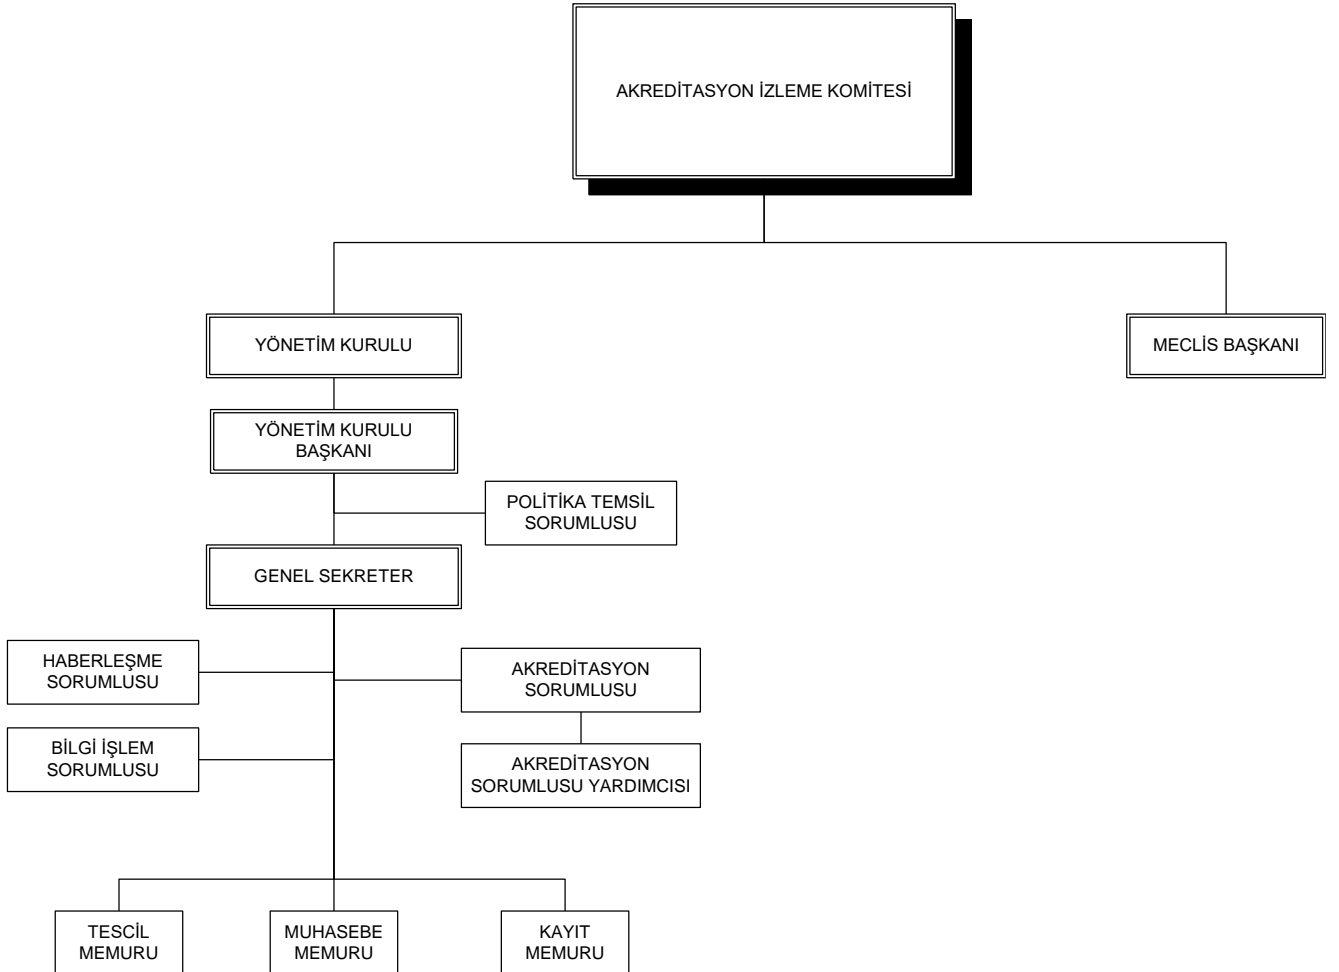 AKREDİTASYON İZLEME KOMİTESİ
YÖNETİM KURULU
MECLİS BAŞKANI
YÖNETİM KURULU
BAŞKANI
POLİTİKA TEMSİL
SORUMLUSU
GENEL SEKRETER
HABERLEŞME
SORUMLUSU
AKREDİTASYON
SORUMLUSU
BİLGİ İŞLEM
SORUMLUSU
AKREDİTASYON
SORUMLUSU YARDIMCISI
TESCİL
MEMURU
MUHASEBE
MEMURU
KAYIT
MEMURU